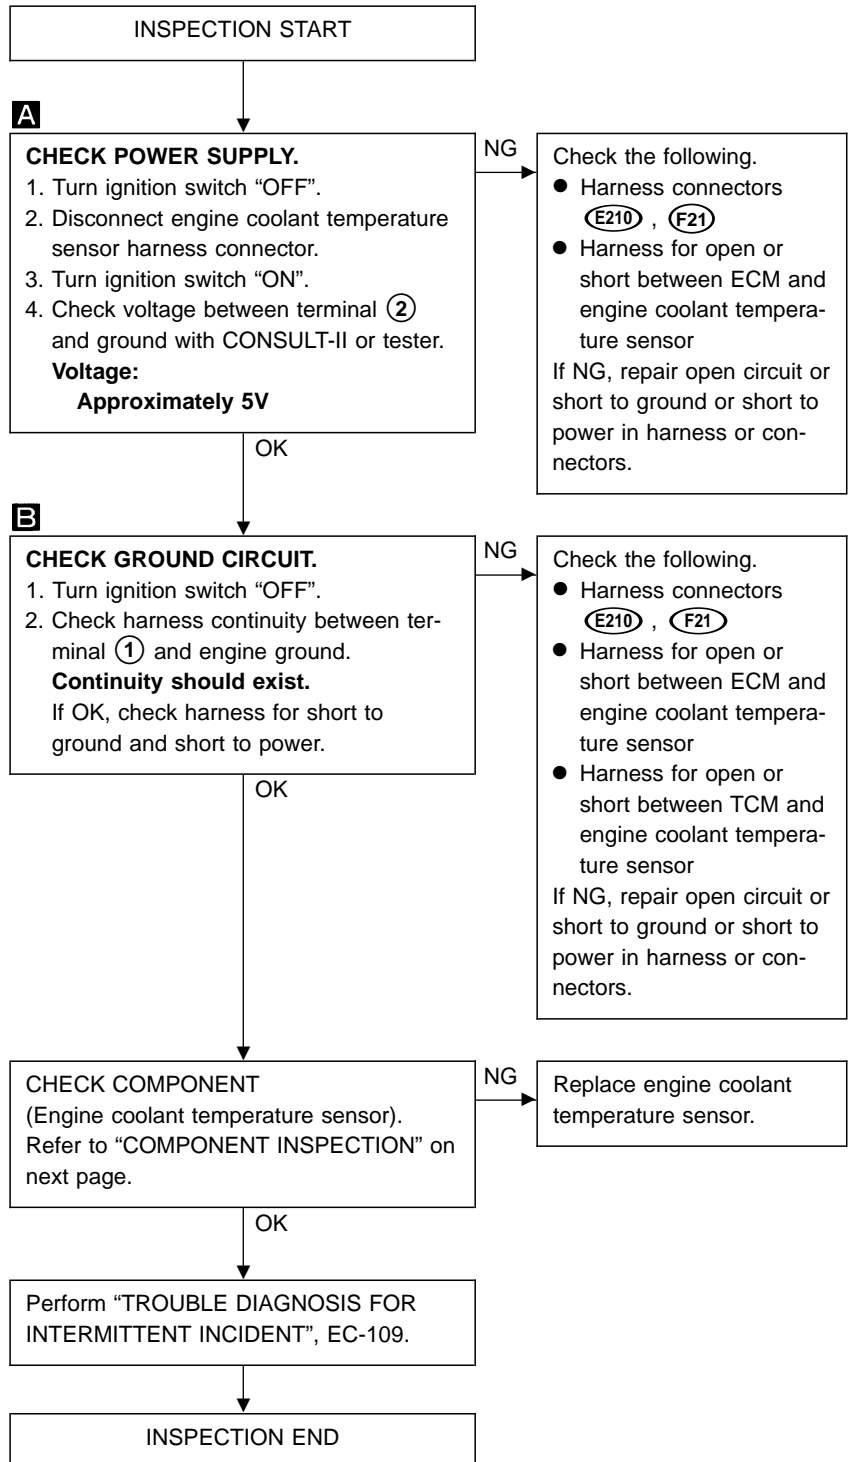 INSPECTION START
A
CHECK POWER SUPPLY.
1. Turn ignition switch “OFF”.
2. Disconnect engine coolant temperature
sensor harness connector.
3. Turn ignition switch “ON”.
4. Check voltage between terminal ②
and ground with CONSULT-II or tester.
Voltage:
Approximately 5V
NG
Check the following.
● Harness connectors
E210 , F21
● Harness for open or
short between ECM and
engine coolant tempera-
ture sensor
If NG, repair open circuit or
short to ground or short to
power in harness or con-
nectors.
OK
B
CHECK GROUND CIRCUIT.
1. Turn ignition switch “OFF”.
2. Check harness continuity between ter-
minal ① and engine ground.
Continuity should exist.
If OK, check harness for short to
ground and short to power.
NG
Check the following.
● Harness connectors
E210 , F21
● Harness for open or
short between ECM and
engine coolant tempera-
ture sensor
● Harness for open or
short between TCM and
engine coolant tempera-
ture sensor
If NG, repair open circuit or
short to ground or short to
power in harness or con-
nectors.
OK
CHECK COMPONENT
(Engine coolant temperature sensor).
Refer to “COMPONENT INSPECTION” on
next page.
NG
Replace engine coolant
temperature sensor.
OK
Perform “TROUBLE DIAGNOSIS FOR
INTERMITTENT INCIDENT”, EC-109.
INSPECTION END